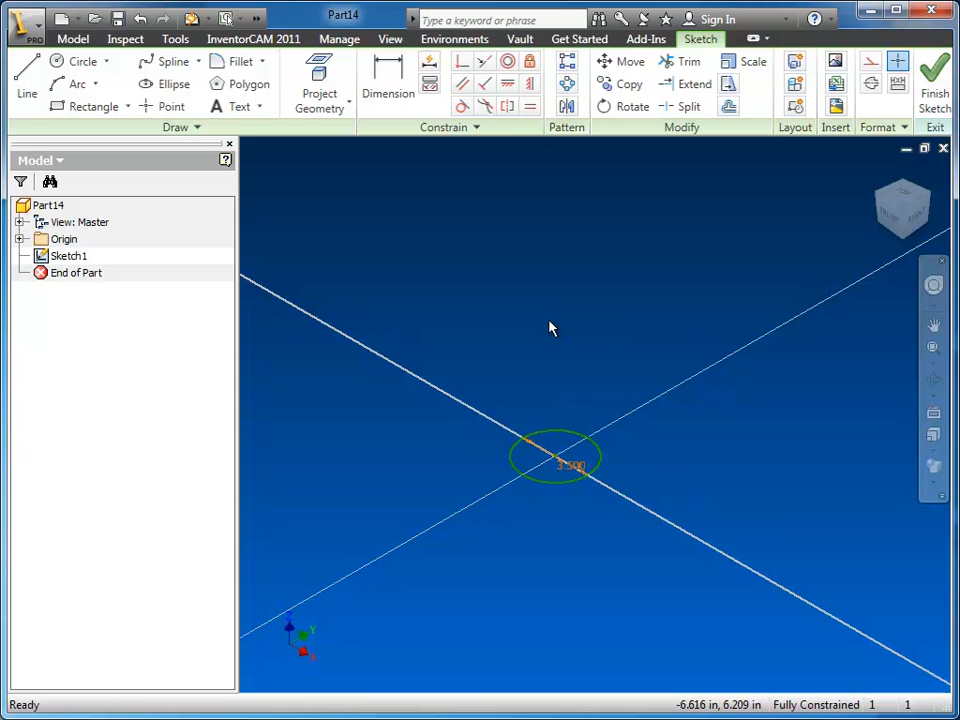 Part14
Type a keyword or phrase
Sign In
PRO
Model Inspect Tools InventorCAM 2011 Manage View Environments Vault Get Started Add-Ins Sketch
Line
Circle
Arc
Rectangle
Spline
Ellipse
Point
Fillet
Polygon
Text
Project
Geometry
Dimension
Move
Copy
Rotate
Trim
Extend
Split
Scale
Finish
Sketch
Draw Constrain Pattern Modify Layout Insert Format Exit
Model
Part14
View: Master
Origin
Sketch1
End of Part
3.500
Z
Y
X
Ready
-6.616 in, 6.209 in Fully Constrained 1 1